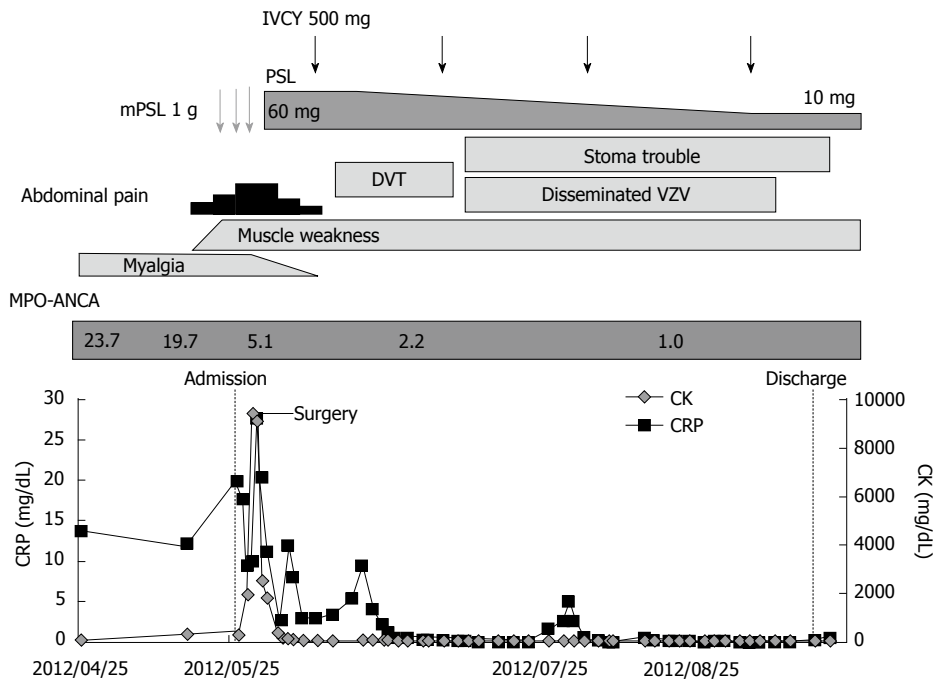 IVCY 500 mg
PSL
mPSL 1 g
60 mg
10 mg
Stoma trouble
DVT
Disseminated VZV
Abdominal pain
Muscle weakness
Myalgia
MPO-ANCA
23.7 19.7 5.1 2.2 1.0
Admission
Discharge
30
25
20
15
10
5
0
CRP (mg/dL)
Surgery
CK
CRP
10000
8000
6000
4000
2000
0
CK (mg/dL)
2012/04/25 2012/05/25 2012/07/25 2012/08/25